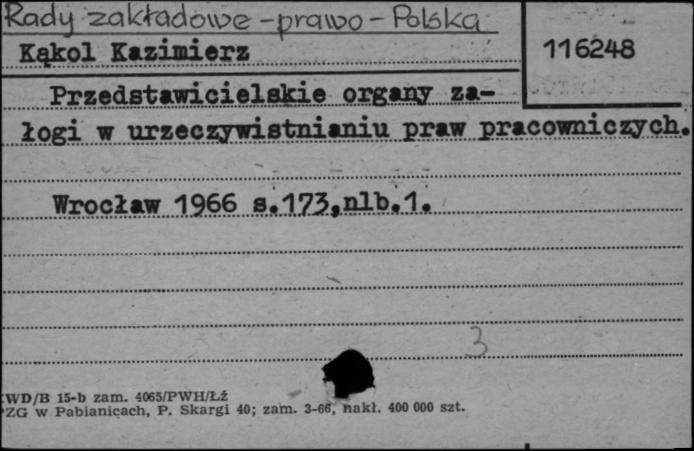 Rady zakładowe - prawo - Polska
Kąkol Kazimierz
116248
Przedstawicielskie organy za-
łogi w urzeczywistnianiu praw pracowniczych.
Wrocław 1966 s.173,nlb.1.
3
WD/B 15-b zam. 4065/PWH/Łź
PZG w Pabianicach, P. Skargi 40; zam. 3-66, nakł. 400 000 szt.